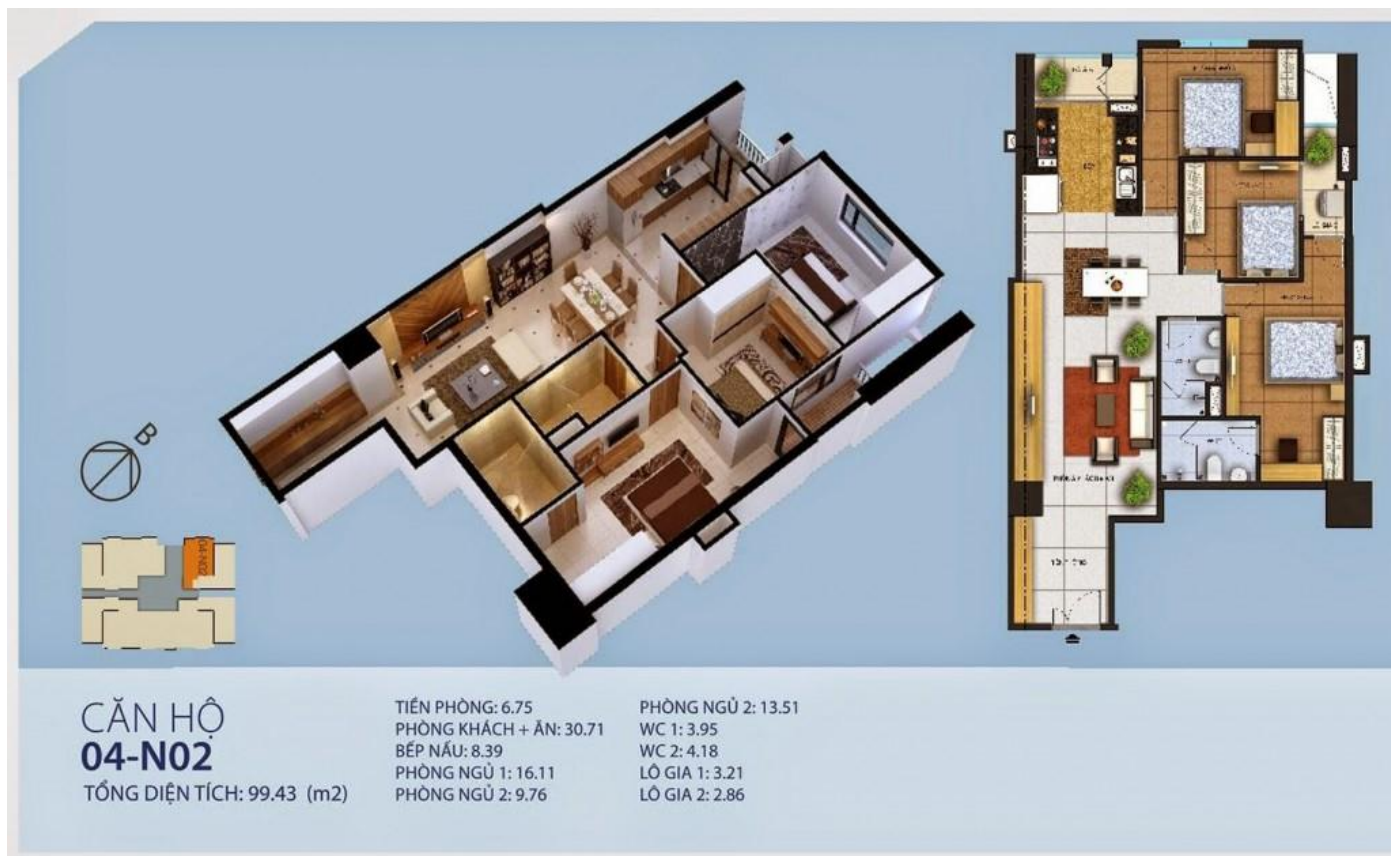 B
04-N02
CĂN HỘ
04-N02
TỔNG DIỆN TÍCH: 99.43 (m2)
TIỀN PHÒNG: 6.75
PHÒNG KHÁCH + ĂN: 30.71
BẾP NẤU: 8.39
PHÒNG NGỦ 1: 16.11
PHÒNG NGỦ 2: 9.76
PHÒNG NGỦ 2: 13.51
WC 1: 3.95
WC 2: 4.18
LÔ GIA 1: 3.21
LÔ GIA 2: 2.86